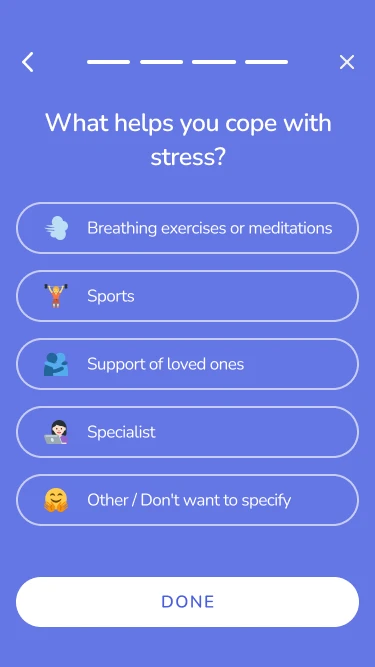 What helps you cope with
stress?
Breathing exercises or meditations
Sports
Support of loved ones
Specialist
Other / Don't want to specify
DONE